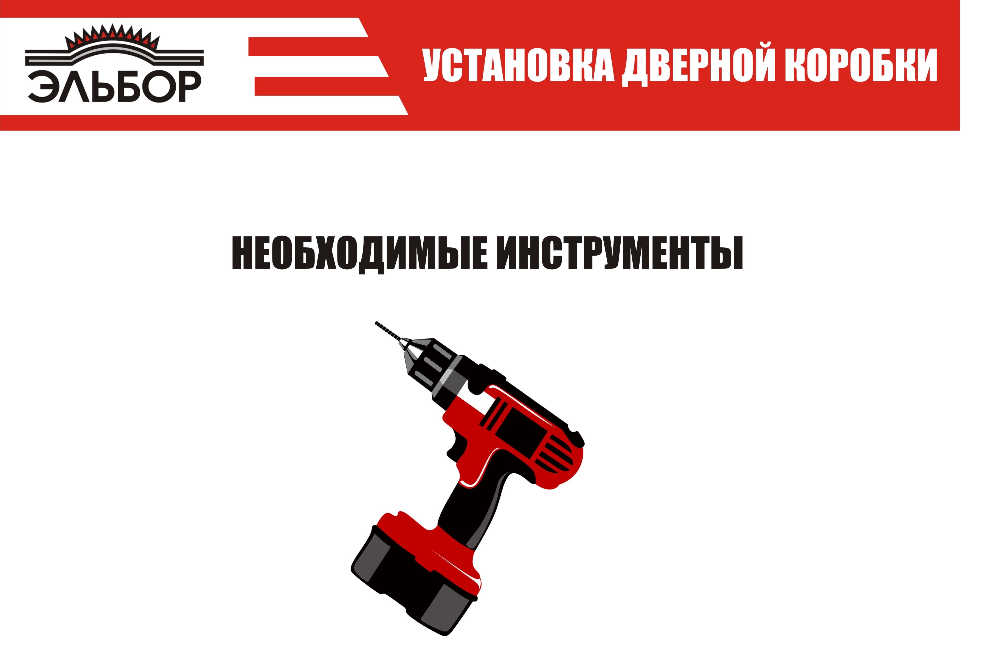 ЭЛЬБОР
УСТАНОВКА ДВЕРНОЙ КОРОБКИ
НЕОБХОДИМЫЕ ИНСТРУМЕНТЫ